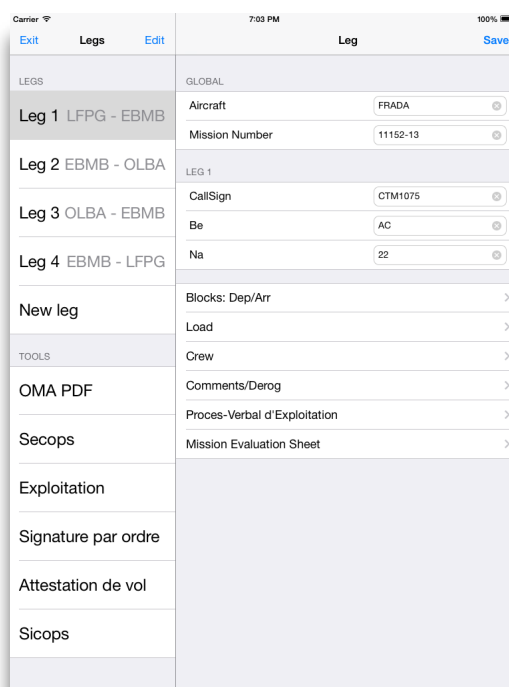 Carrier 7:03 PM 100%
Exit Legs Edit
Leg Save
LEGS
Leg 1 LFPG - EBMB
Leg 2 EBMB - OLBA
Leg 3 OLBA - EBMB
Leg 4 EBMB - LFPG
New leg
TOOLS
OMA PDF
Secops
Exploitation
Signature par ordre
Attestation de vol
Sicops
GLOBAL
Aircraft FRADA
Mission Number 11152-13
LEG 1
CallSign CTM1075
Be AC
Na 22
Blocks: Dep/Arr
Load
Crew
Comments/Derog
Proces-Verbal d'Exploitation
Mission Evaluation Sheet